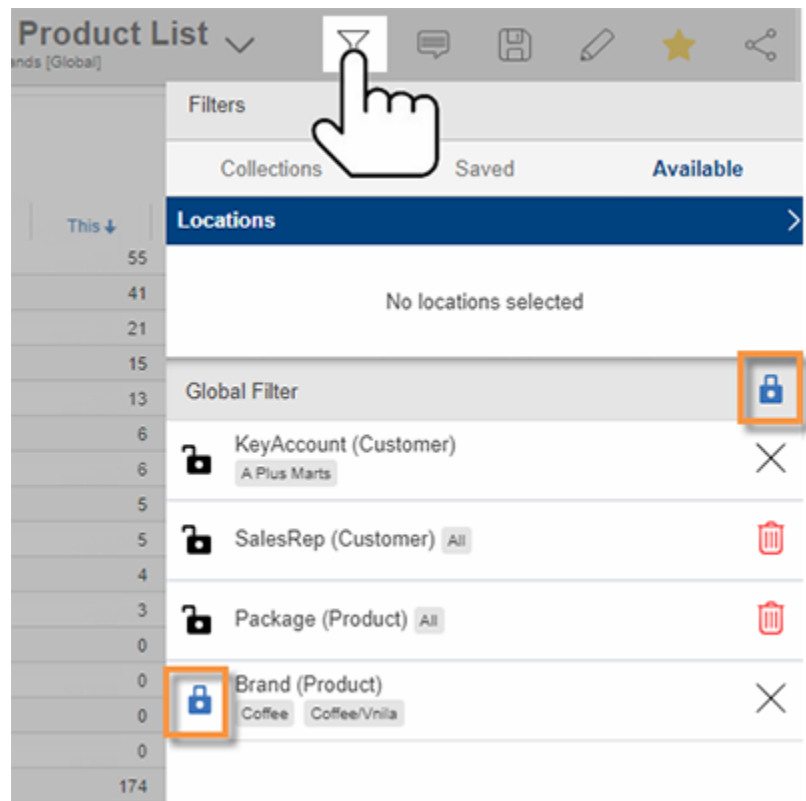 Product List
ands [Global]
Filters
Collections
Saved
Available
Locations
This
No locations selected
55
41
21
15
13
6
6
5
5
4
3
0
0
0
0
174
Global Filter
KeyAccount (Customer)
A Plus Marts
SalesRep (Customer) All
Package (Product) All
Brand (Product)
Coffee Coffee/Vnila